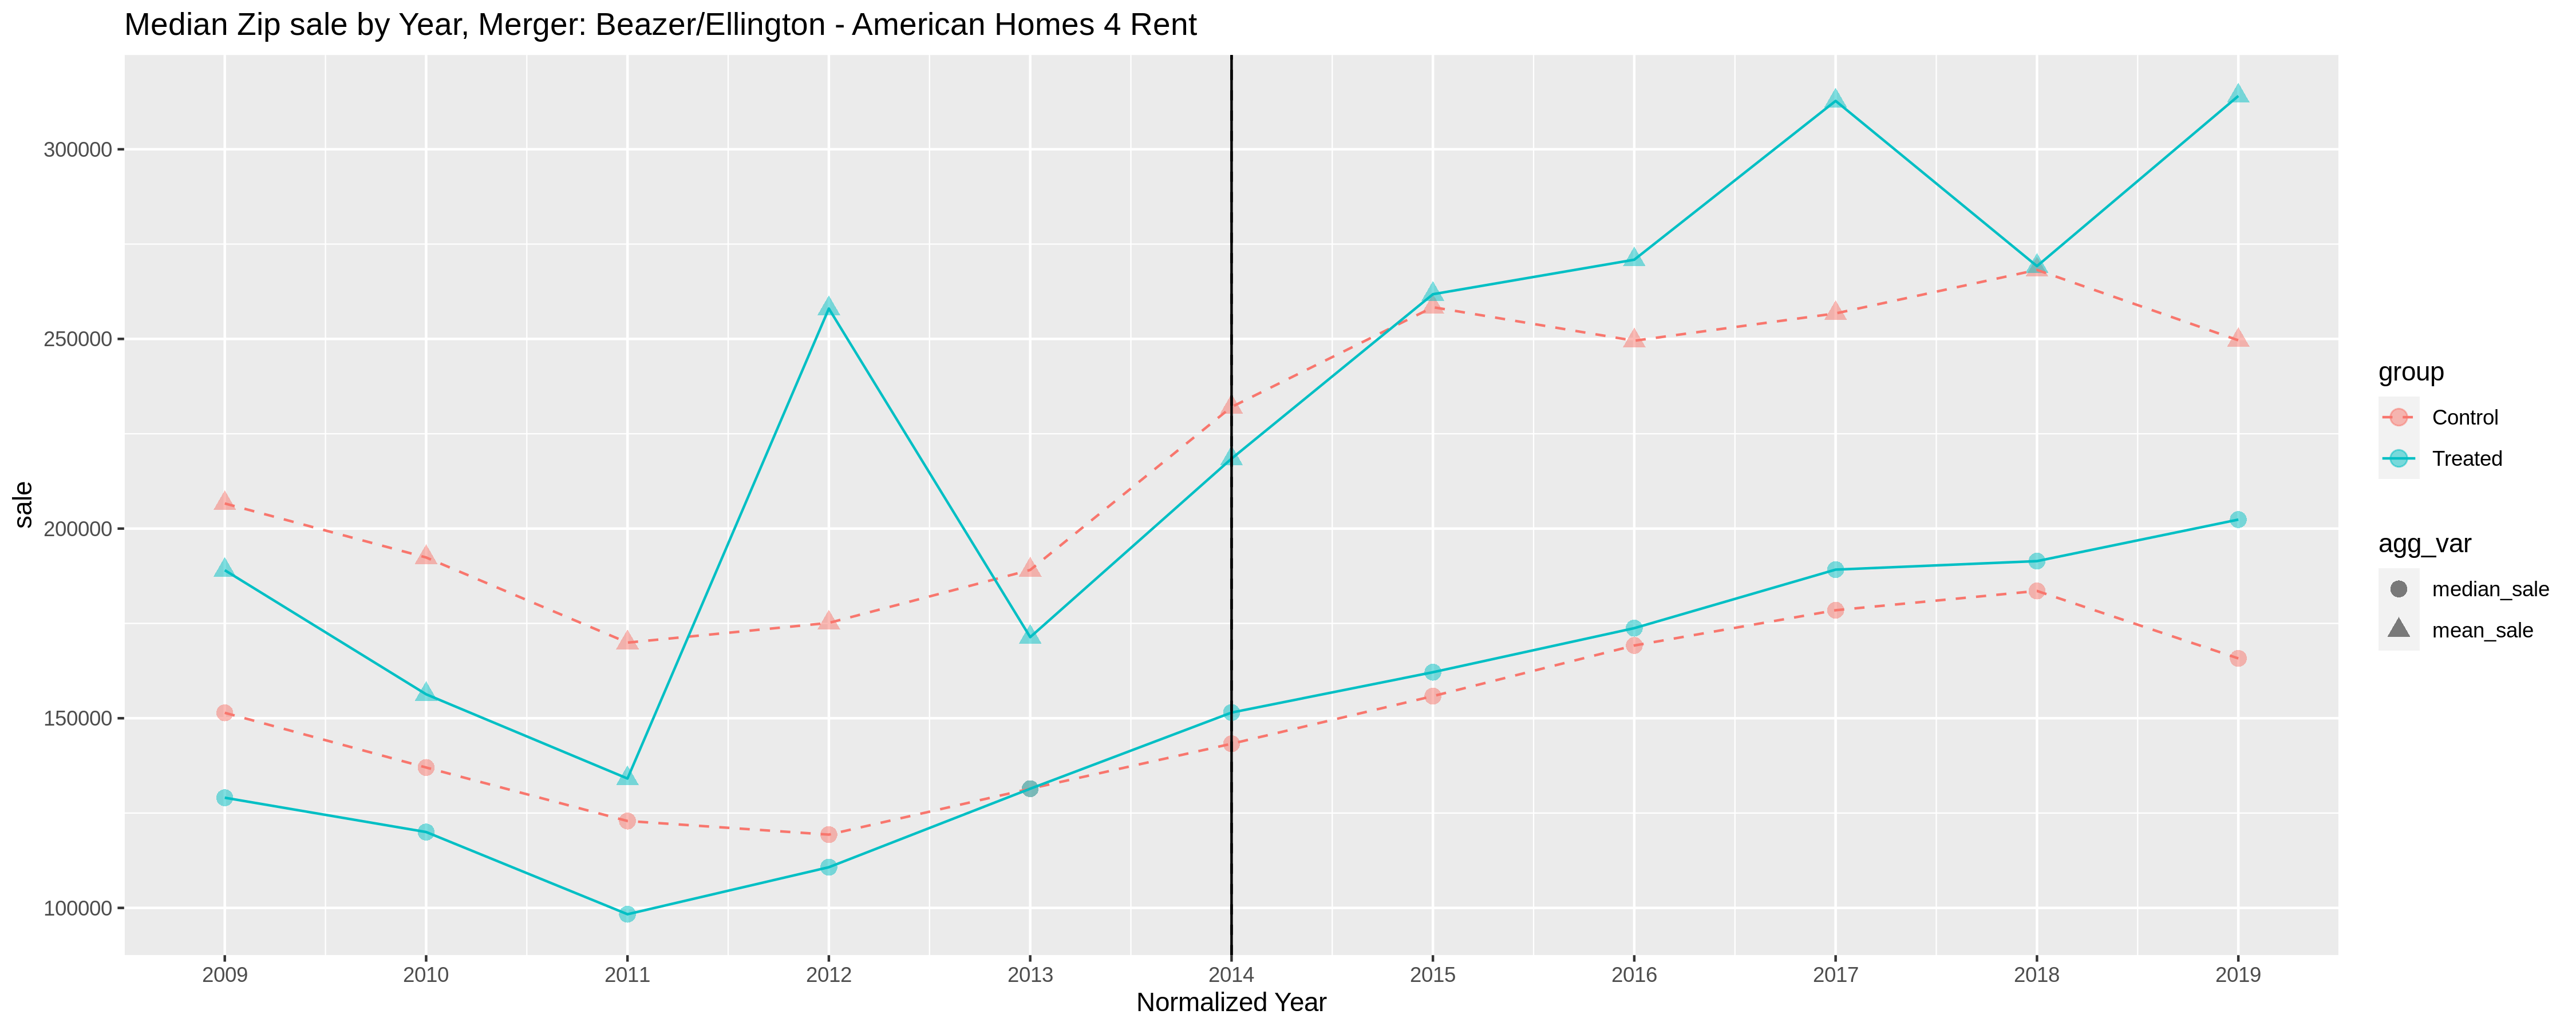 Median Zip sale by Year, Merger: Beazer/Ellington - American Homes 4 Rent
sale
300000
250000
200000
150000
100000
2009 2010 2011 2012 2013 2014 2015 2016 2017 2018 2019
Normalized Year
group
Control
Treated
agg_var
median_sale
mean_sale